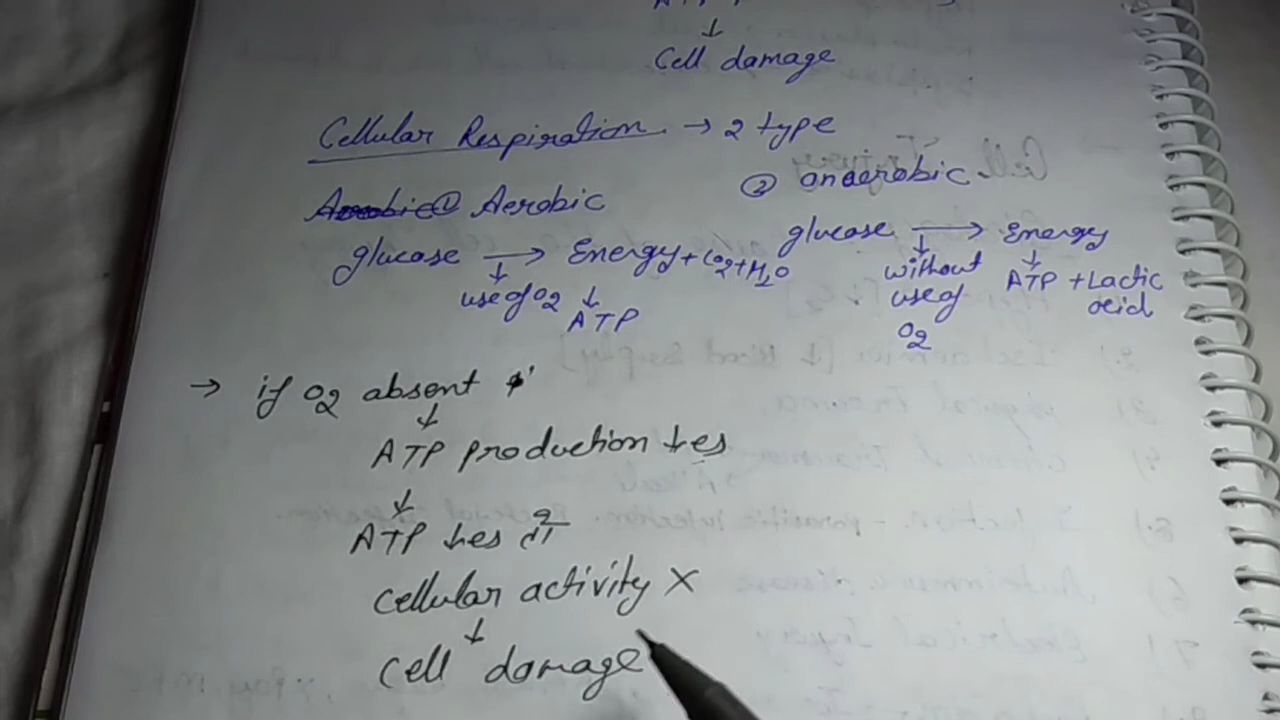 ↓
Cell damage
Cellular Respiration → 2 type
① Aerobic
glucose → Energy + CO2 + H2O
↓ use of O2 ↓ ATP
② anaerobic
glucose → Energy
↓ without use of O2 ↓ ATP + Lactic acid
→ if O2 absent
↓
ATP production ↓es
↓
ATP ↓es
Cellular activity X
↓
Cell damage